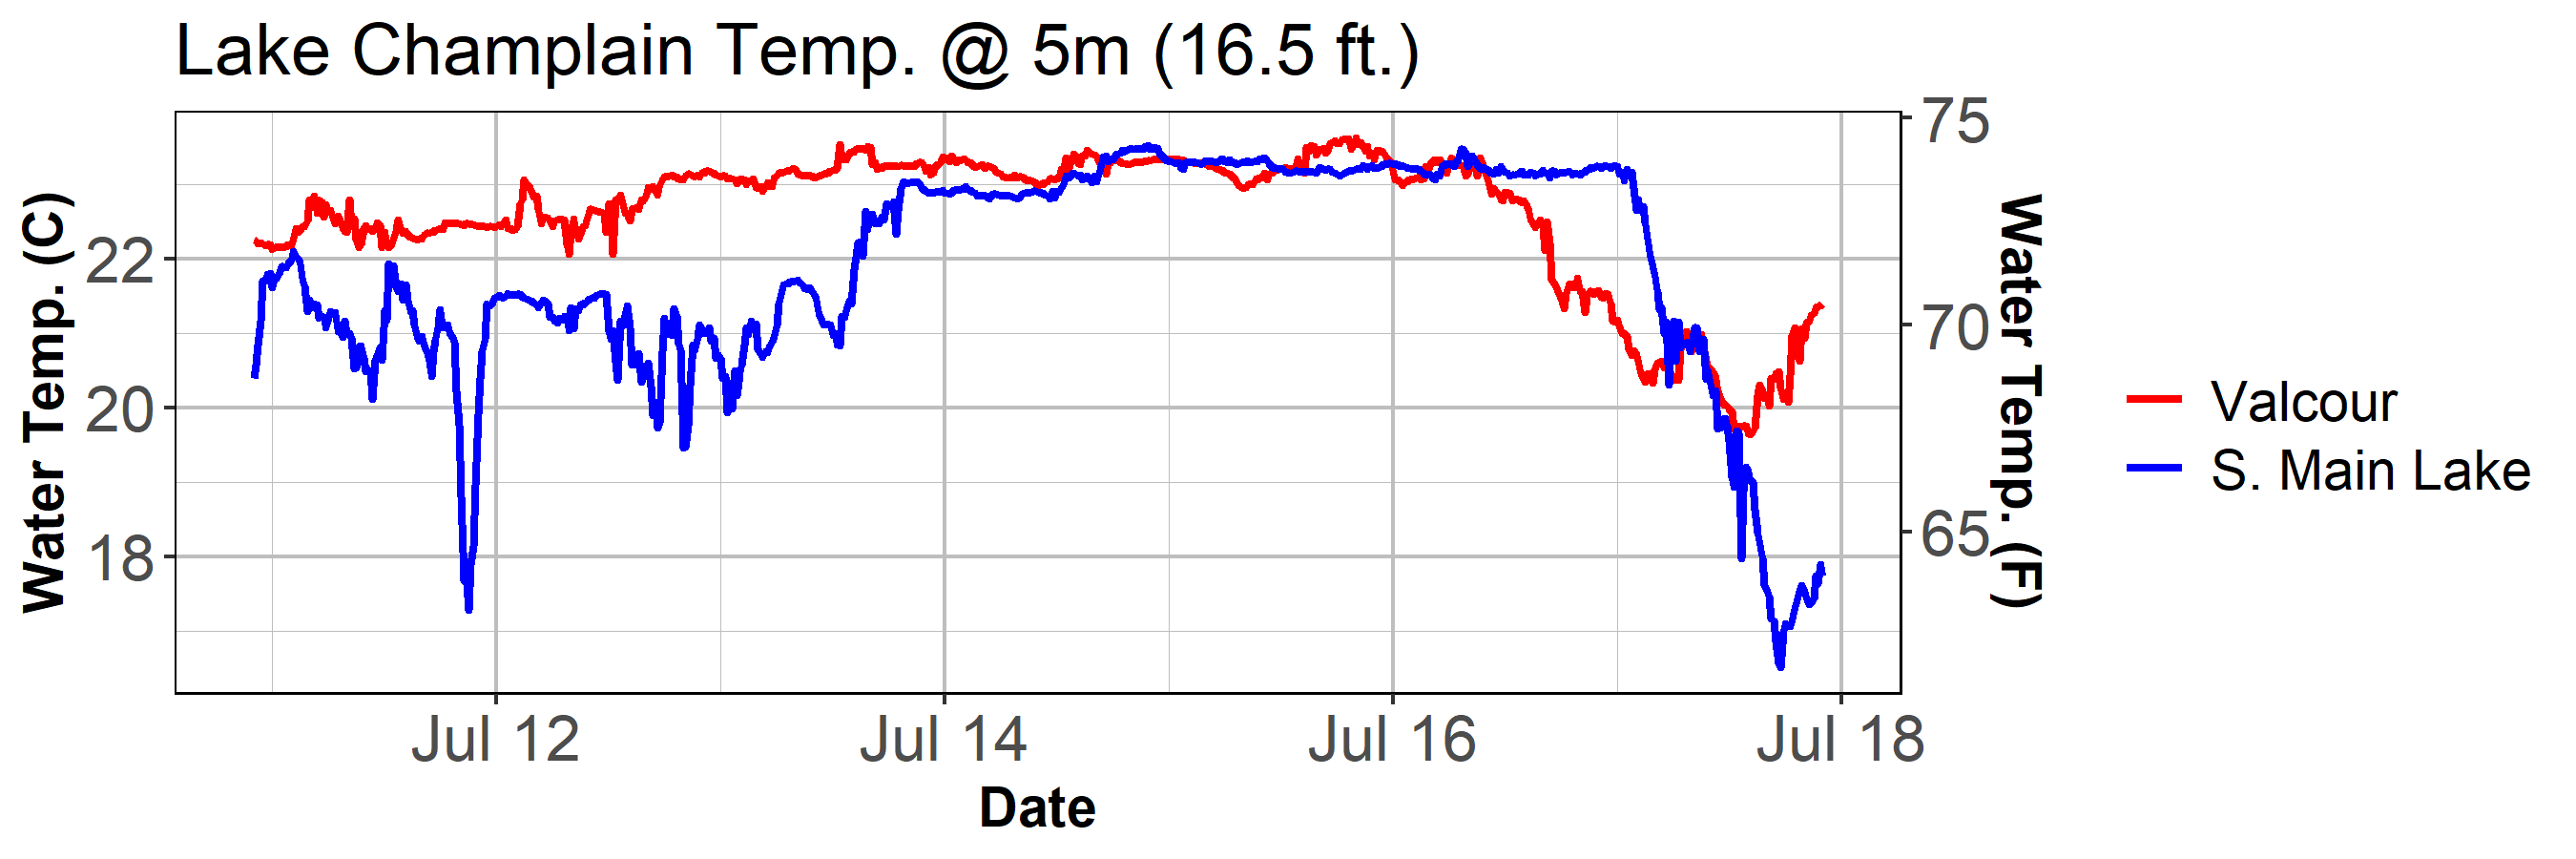 Lake Champlain Temp. @ 5m (16.5 ft.)
Water Temp. (C)
22
20
18
75
70
65
Water Temp. (F)
Valcour
S. Main Lake
Jul 12
Jul 14
Jul 16
Jul 18
Date